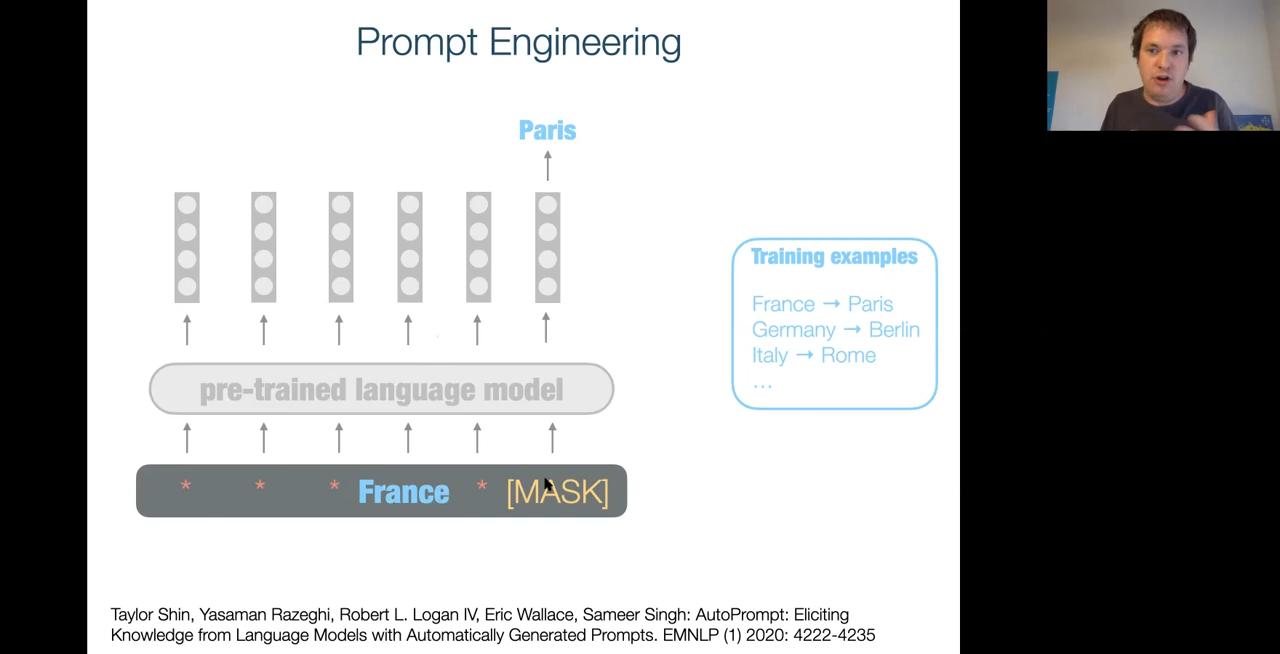 Prompt Engineering
Paris
Training examples
France → Paris
Germany → Berlin
Italy → Rome
...
pre-trained language model
* * * France * [MASK]
Taylor Shin, Yasaman Razeghi, Robert L. Logan IV, Eric Wallace, Sameer Singh: AutoPrompt: Eliciting
Knowledge from Language Models with Automatically Generated Prompts. EMNLP (1) 2020: 4222-4235